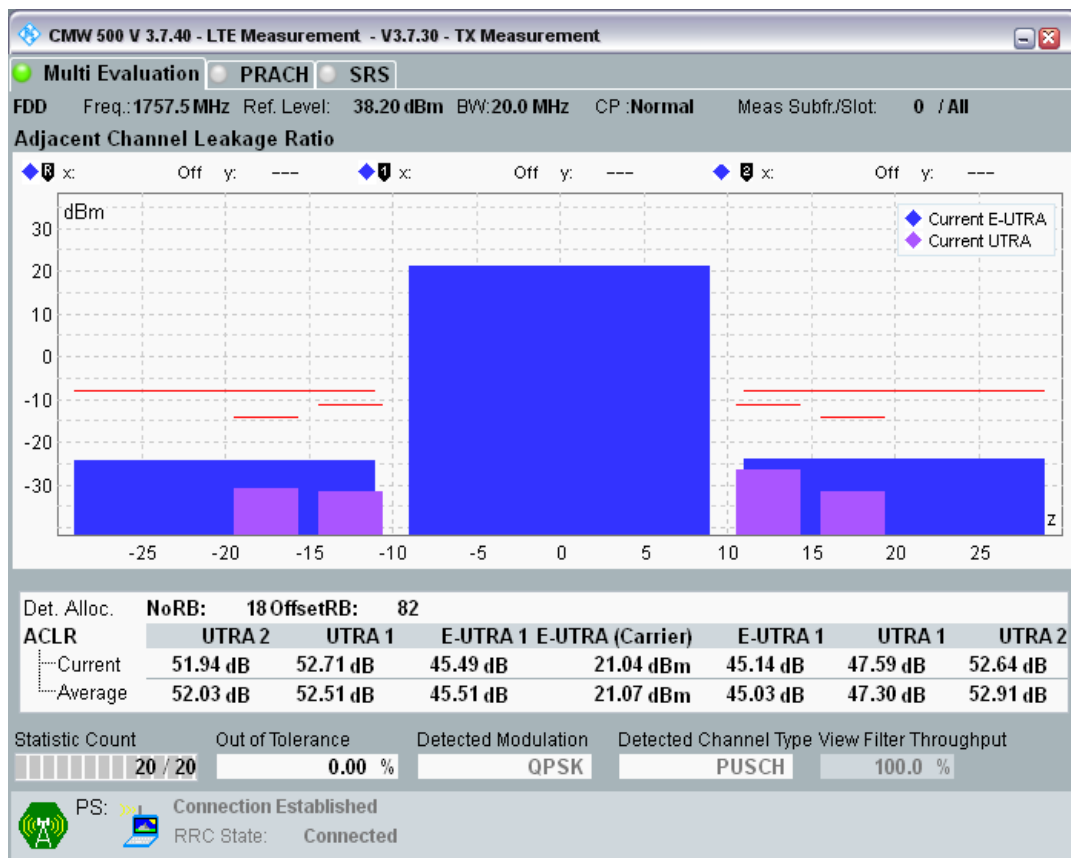 CMW 500 V 3.7.40 - LTE Measurement - V3.7.30 - TX Measurement
Multi Evaluation PRACH SRS
FDD Freq.:1757.5 MHz Ref. Level: 38.20 dBm BW:20.0 MHz CP :Normal Meas Subfr./Slot: 0 / All
Adjacent Channel Leakage Ratio
R x: Off y: --- 1 x: Off y: --- 2 x: Off y: ---
dBm
Current E-UTRA
Current UTRA
30
20
10
0
-10
-20
-30
z
-25 -20 -15 -10 -5 0 5 10 15 20 25
Det. Alloc. NoRB: 18 OffsetRB: 82
ACLR UTRA 2 UTRA 1 E-UTRA 1 E-UTRA (Carrier) E-UTRA 1 UTRA 1 UTRA 2
Current 51.94 dB 52.71 dB 45.49 dB 21.04 dBm 45.14 dB 47.59 dB 52.64 dB
Average 52.03 dB 52.51 dB 45.51 dB 21.07 dBm 45.03 dB 47.30 dB 52.91 dB
Statistic Count Out of Tolerance Detected Modulation Detected Channel Type View Filter Throughput
20 / 20 0.00 % QPSK PUSCH 100.0 %
PS: Connection Established
RRC State: Connected